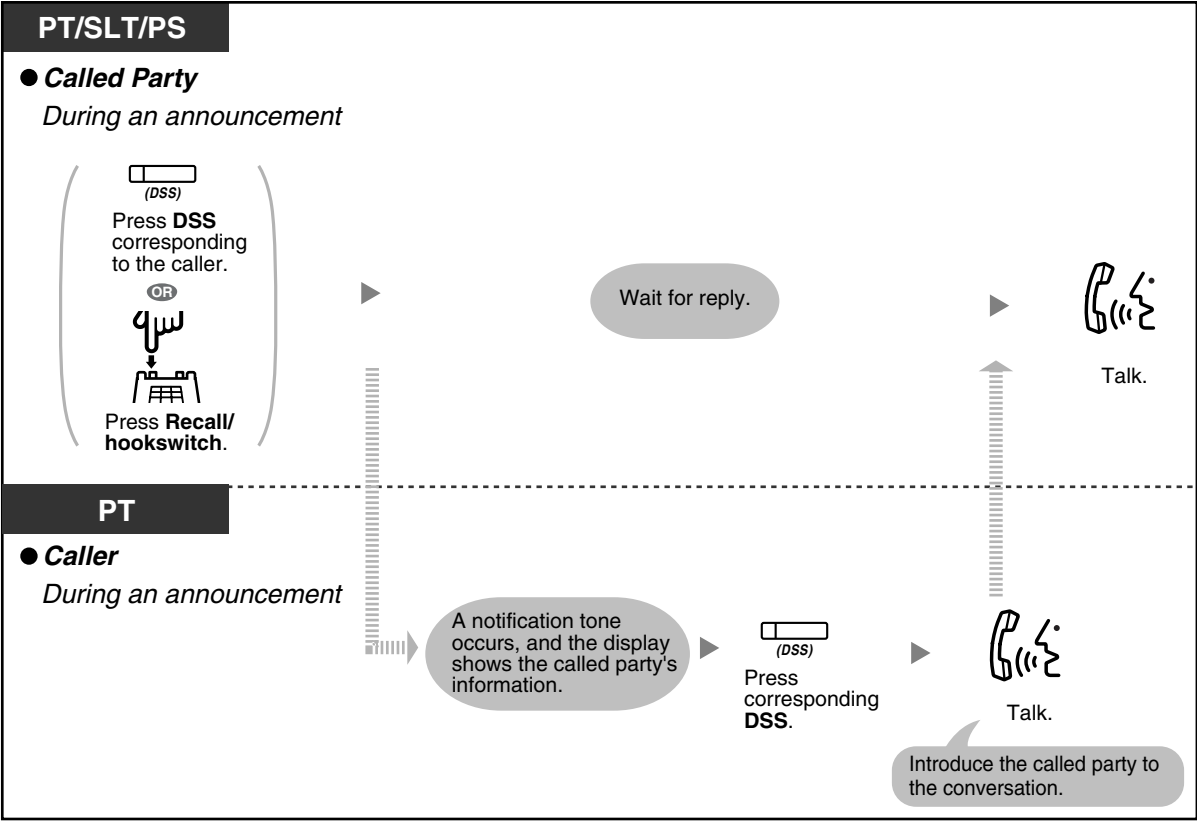 PT/SLT/PS
● Called Party
During an announcement
(DSS)
Press DSS
corresponding
to the caller.
OR
Press Recall/
hookswitch.
Wait for reply.
Talk.
PT
● Caller
During an announcement
A notification tone
occurs, and the display
shows the called party's
information.
(DSS)
Press
corresponding
DSS.
Talk.
Introduce the called party to
the conversation.